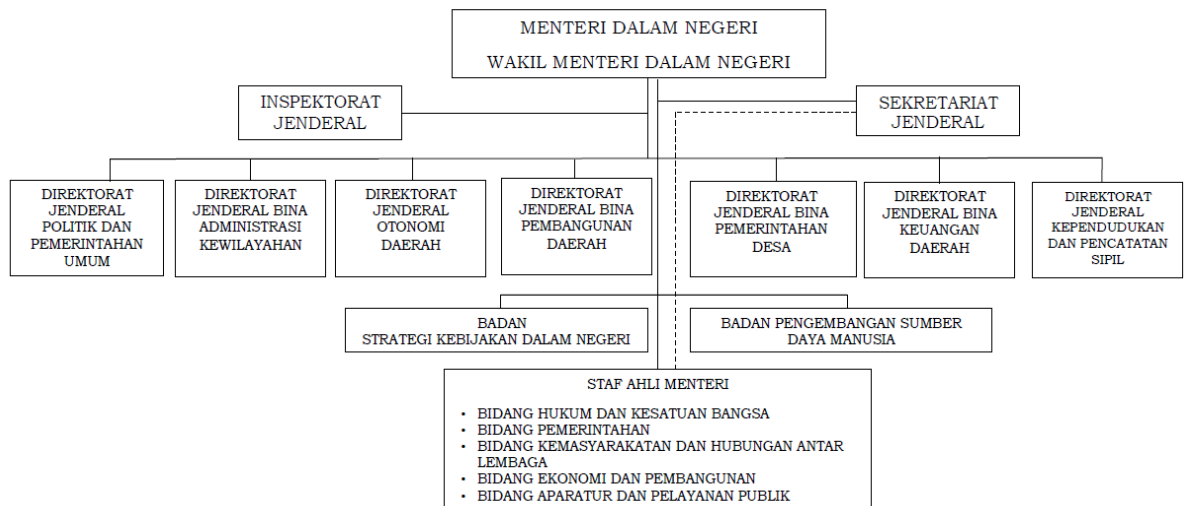 MENTERI DALAM NEGERI
WAKIL MENTERI DALAM NEGERI
INSPEKTORAT
JENDERAL
SEKRETARIAT
JENDERAL
DIREKTORAT
JENDERAL
POLITIK DAN
PEMERINTAHAN
UMUM
DIREKTORAT
JENDERAL BINA
ADMINISTRASI
KEWILAYAHAN
DIREKTORAT
JENDERAL
OTONOMI
DAERAH
DIREKTORAT
JENDERAL BINA
PEMBANGUNAN
DAERAH
DIREKTORAT
JENDERAL BINA
PEMERINTAHAN
DESA
DIREKTORAT
JENDERAL BINA
KEUANGAN
DAERAH
DIREKTORAT
JENDERAL
KEPENDUDUKAN
DAN PENCATATAN
SIPIL
BADAN
STRATEGI KEBIJAKAN DALAM NEGERI
BADAN PENGEMBANGAN SUMBER
DAYA MANUSIA
STAF AHLI MENTERI
• BIDANG HUKUM DAN KESATUAN BANGSA
• BIDANG PEMERINTAHAN
• BIDANG KEMASYARAKATAN DAN HUBUNGAN ANTAR
LEMBAGA
• BIDANG EKONOMI DAN PEMBANGUNAN
• BIDANG APARATUR DAN PELAYANAN PUBLIK